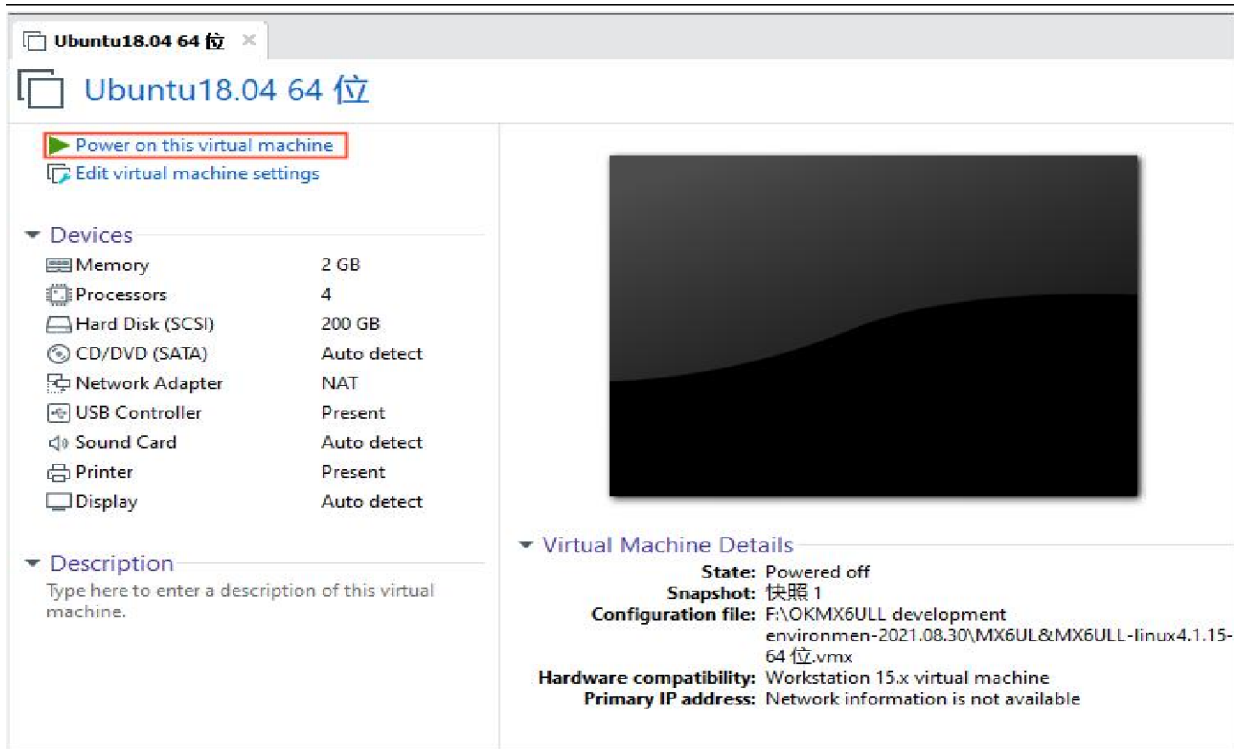 Ubuntu18.04 64 位
Ubuntu18.04 64 位
Power on this virtual machine
Edit virtual machine settings
Devices
Memory 2 GB
Processors 4
Hard Disk (SCSI) 200 GB
CD/DVD (SATA) Auto detect
Network Adapter NAT
USB Controller Present
Sound Card Auto detect
Printer Present
Display Auto detect
Description
Type here to enter a description of this virtual
machine.
Virtual Machine Details
State: Powered off
Snapshot: 快照 1
Configuration file: F:\OKMX6ULL development
environmen-2021.08.30\MX6UL&MX6ULL-linux4.1.15-
64 位.vmx
Hardware compatibility: Workstation 15.x virtual machine
Primary IP address: Network information is not available